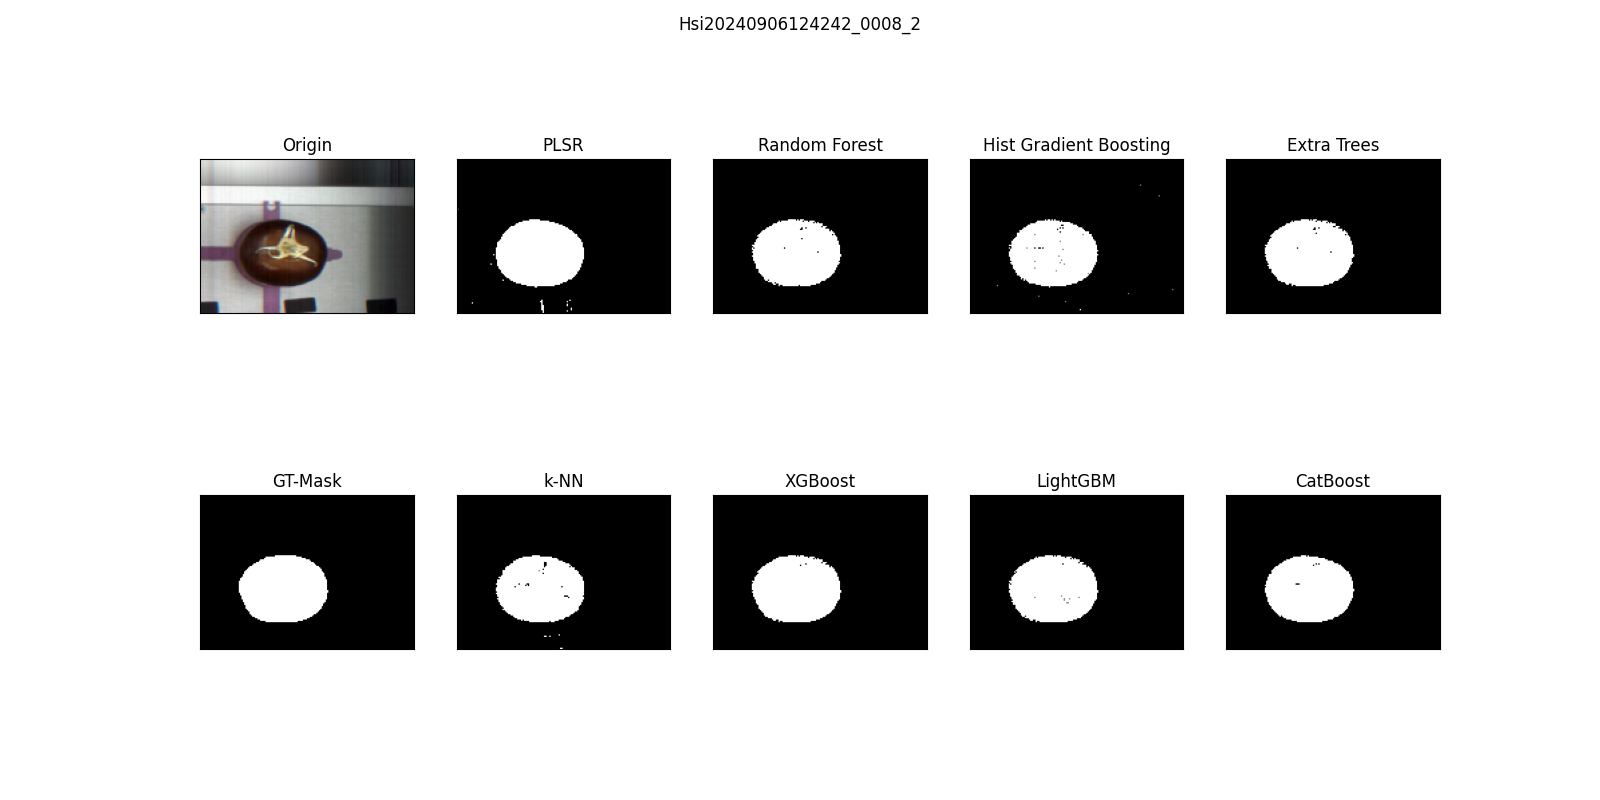 Hsi20240906124242_0008_2
Origin
PLSR
Random Forest
Hist Gradient Boosting
Extra Trees
GT-Mask
k-NN
XGBoost
LightGBM
CatBoost